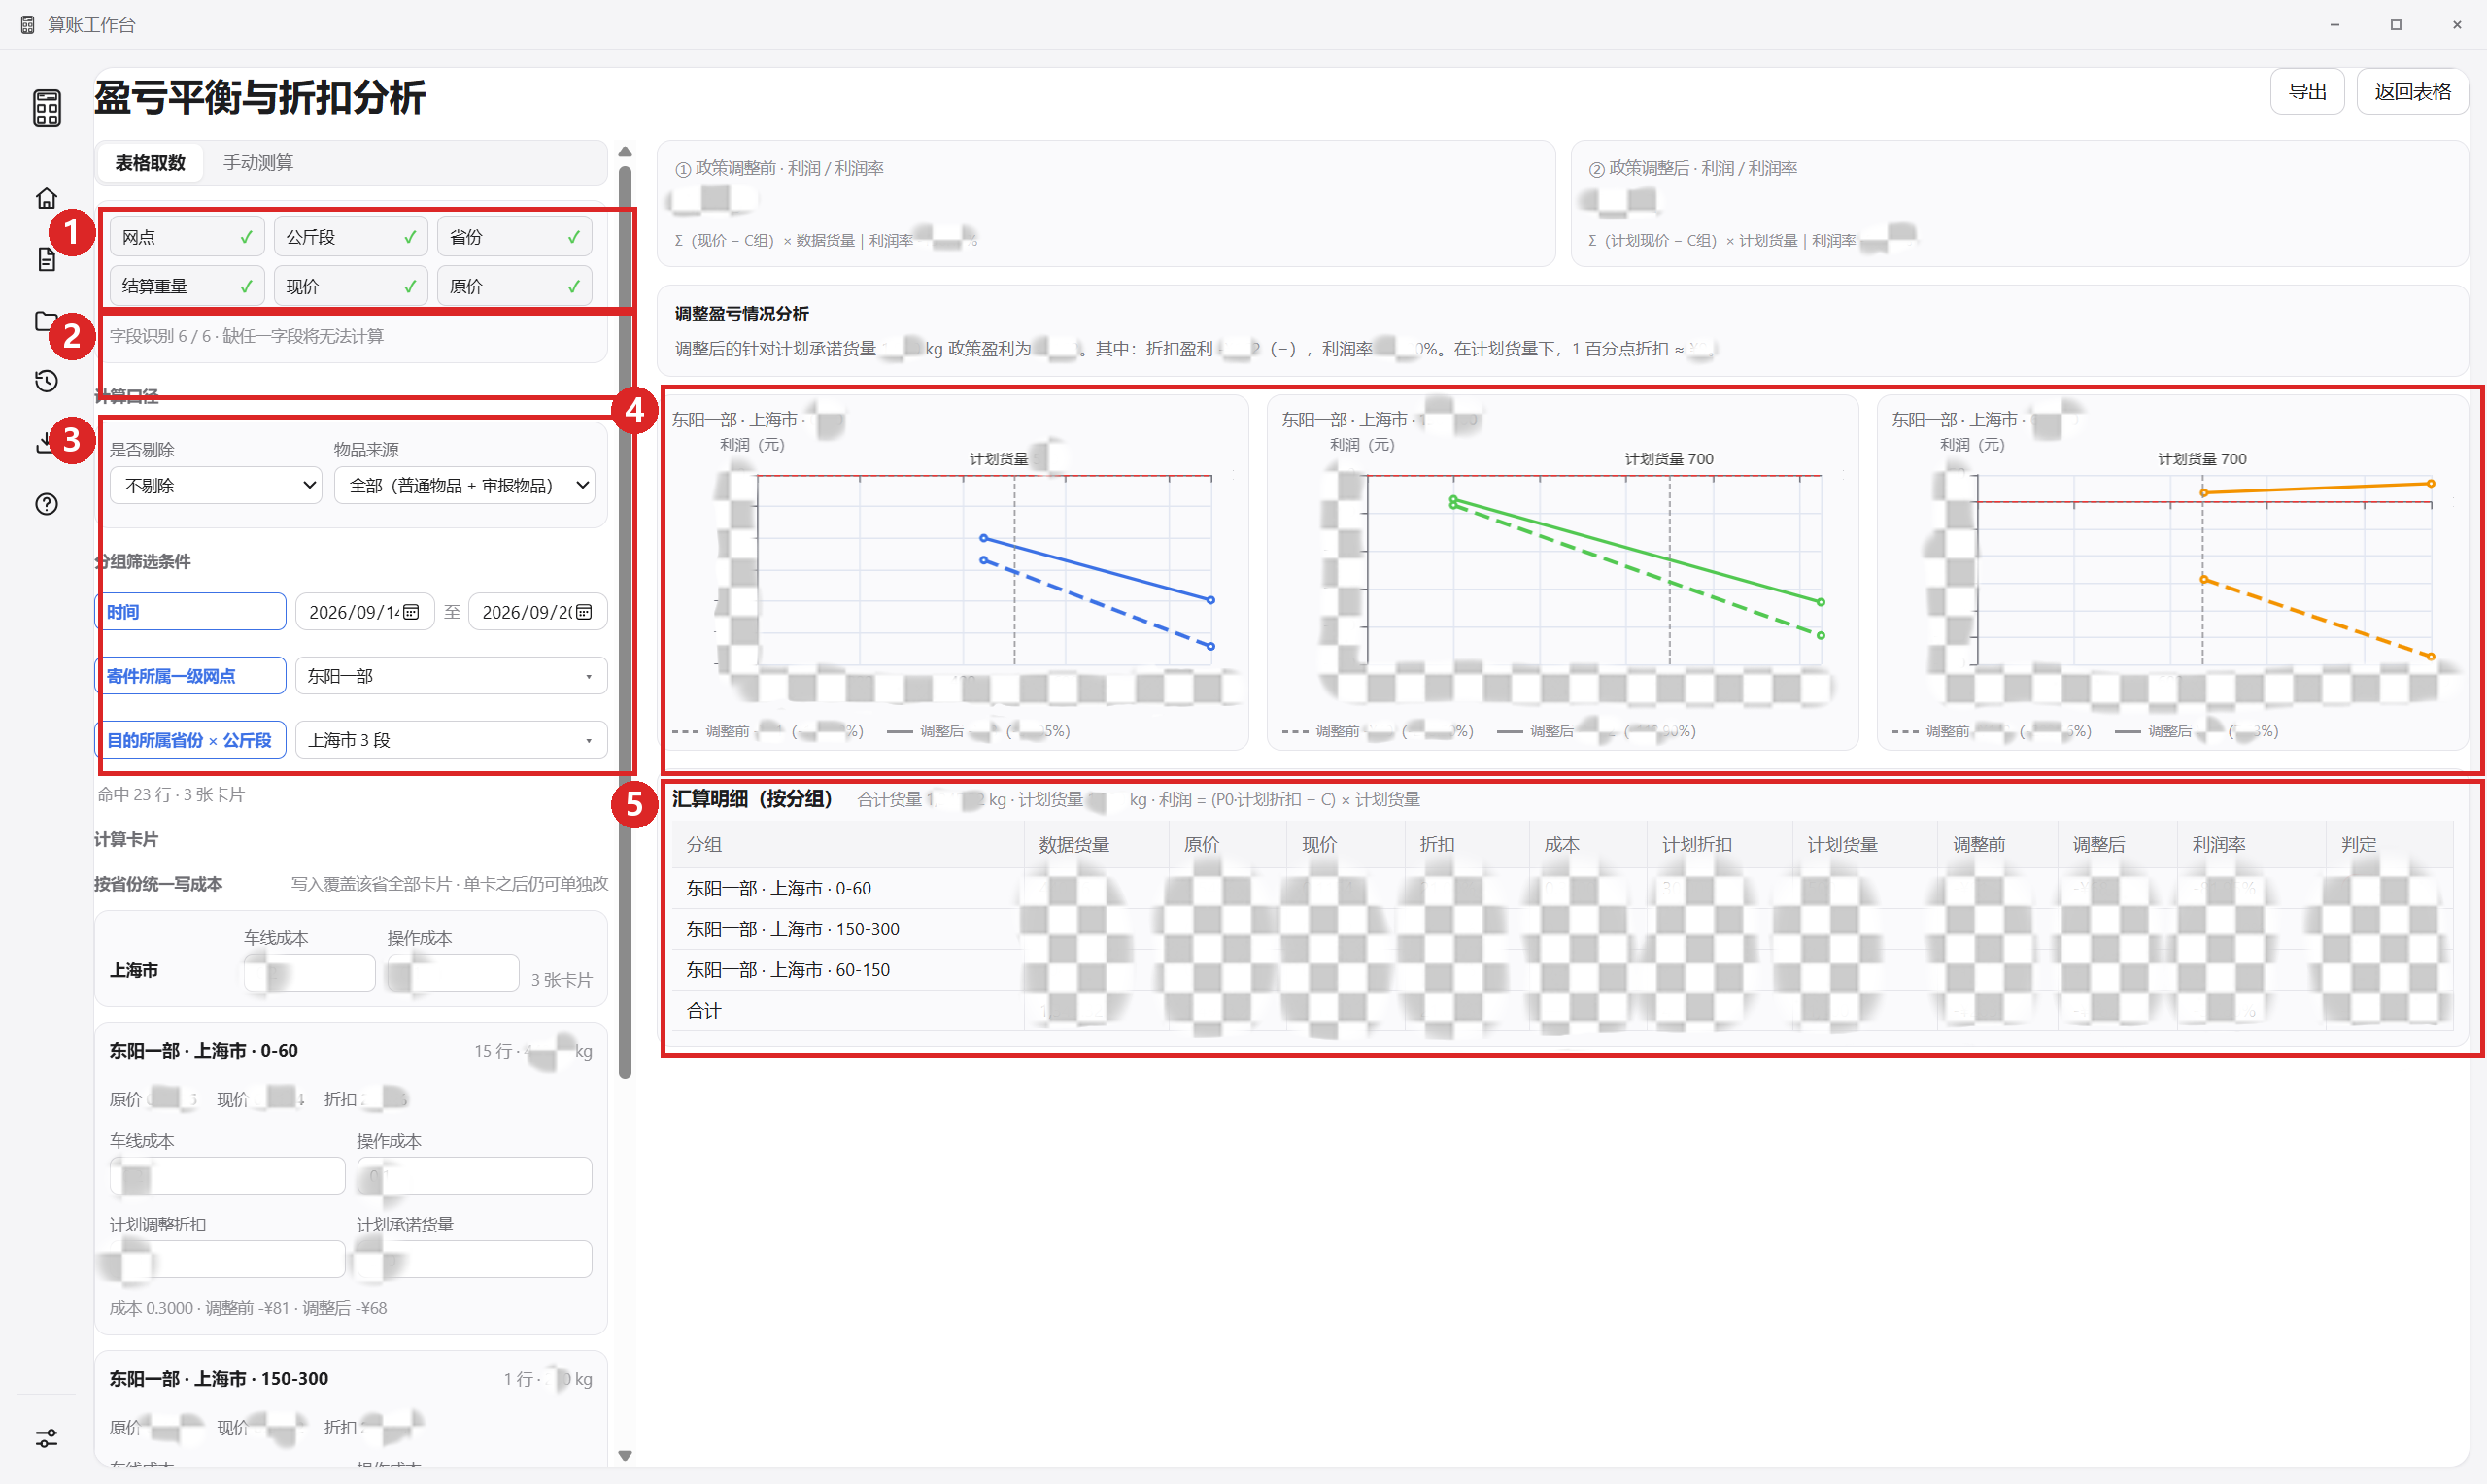 算账工作台
盈亏平衡与折扣分析
导出
返回表格
表格取数
手动测算
1
网点
公斤段
省份
结算重量
现价
原价
2
字段识别 6 / 6 · 缺任一字段将无法计算
计算口径
3
是否剔除
物品来源
不剔除
全部（普通物品 + 审报物品）
分组筛选条件
时间
2026/09/14
至
2026/09/20
寄件所属一级网点
东阳一部
目的所属省份 × 公斤段
上海市 3 段
命中 23 行 · 3 张卡片
计算卡片
按省份统一写成本
写入覆盖该省全部卡片 · 单卡之后仍可单独改
车线成本
操作成本
上海市
3 张卡片
东阳一部 · 上海市 · 0-60
15 行 ·
kg
原价
现价
折扣
车线成本
操作成本
计划调整折扣
计划承诺货量
成本 0.3000 · 调整前 -¥81 · 调整后 -¥68
东阳一部 · 上海市 · 150-300
1 行 ·
kg
原价
现价
折扣
车线成本
操作成本
① 政策调整前 · 利润 / 利润率
Σ（现价 − C组）× 数据货量 | 利润率
② 政策调整后 · 利润 / 利润率
Σ（计划现价 − C组）× 计划货量 | 利润率
调整盈亏情况分析
调整后的针对计划承诺货量 kg 政策盈利为 。其中：折扣盈利 （−），利润率 0%。在计划货量下，1 百分点折扣 ≈
4
东阳一部 · 上海市 ·
利润（元）
计划货量
调整前
调整后
东阳一部 · 上海市 ·
利润（元）
计划货量 700
调整前
调整后
东阳一部 · 上海市 ·
利润（元）
计划货量 700
调整前
调整后
5
汇算明细（按分组）
合计货量 kg · 计划货量 kg · 利润 = (P0·计划折扣 − C) × 计划货量
分组 数据货量 原价 现价 折扣 成本 计划折扣 计划货量 调整前 调整后 利润率 判定
东阳一部 · 上海市 · 0-60
东阳一部 · 上海市 · 150-300
东阳一部 · 上海市 · 60-150
合计